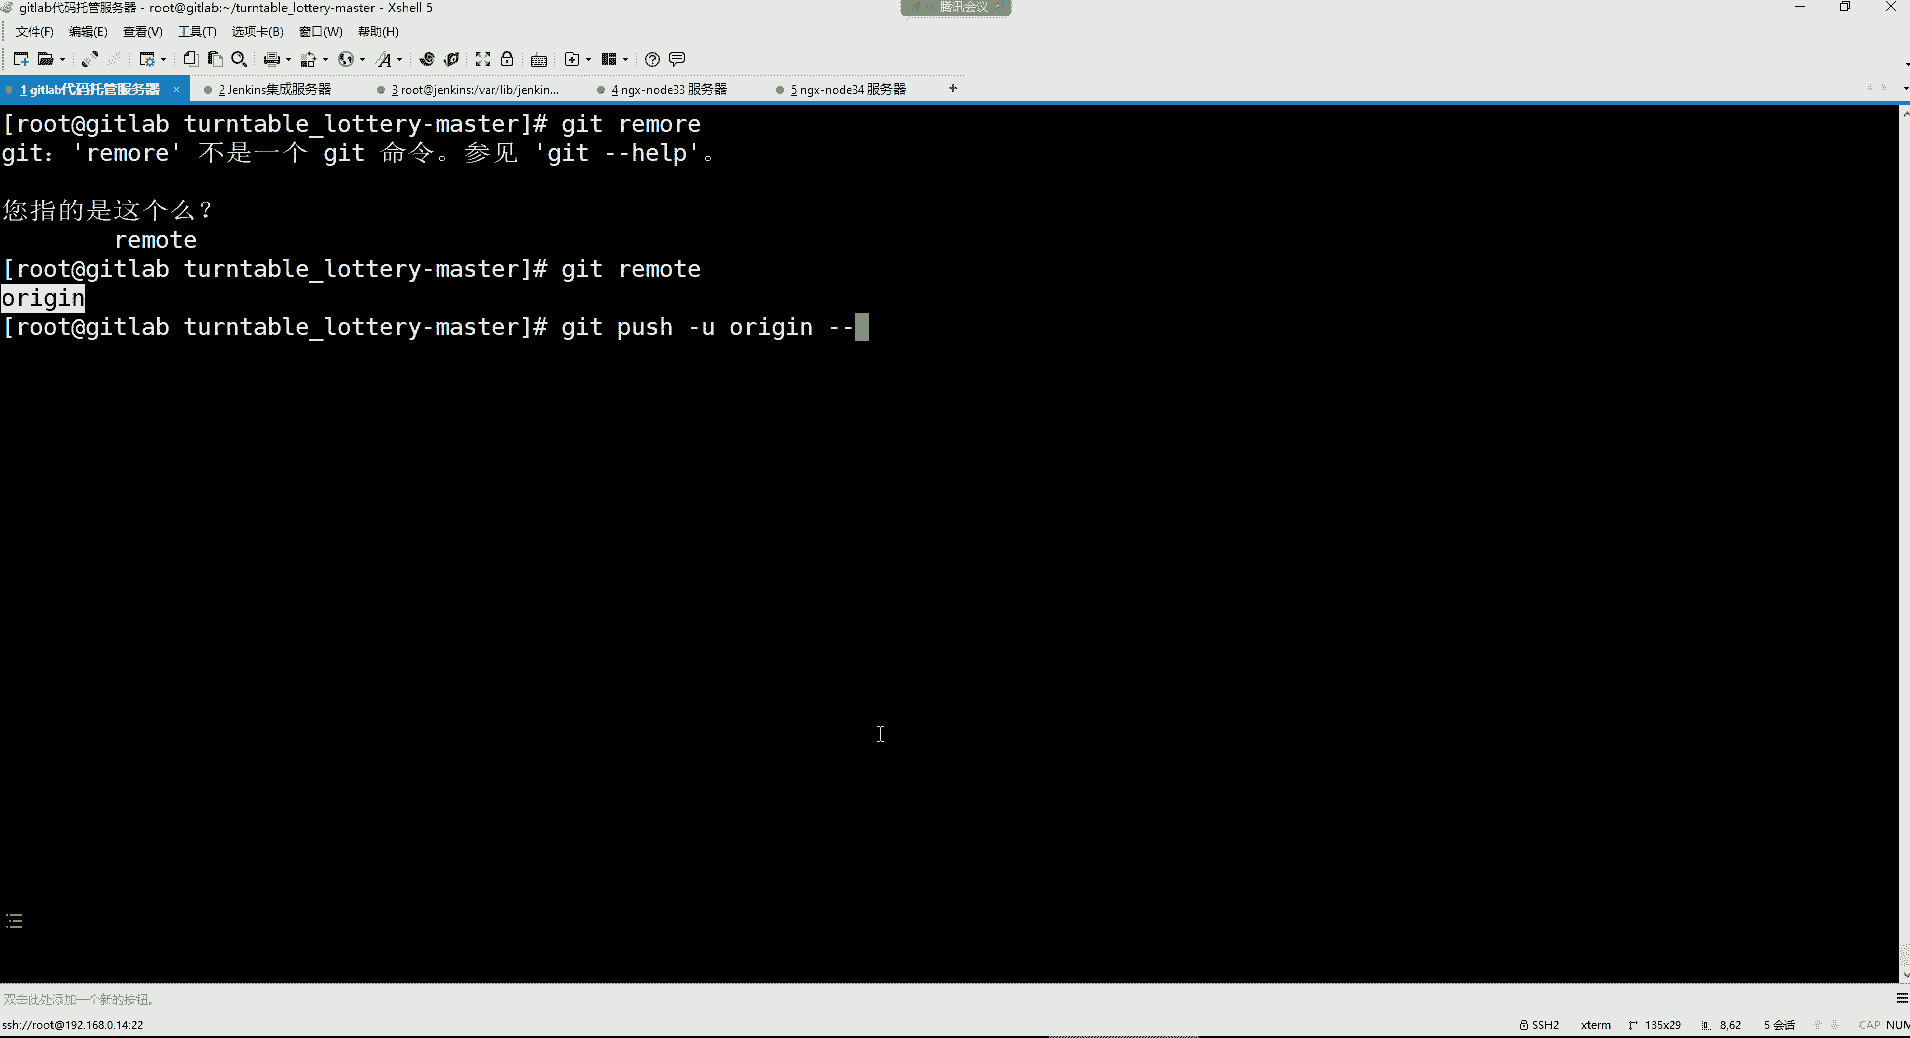 gitlab代码托管服务器 - root@gitlab:~/turntable_lottery-master - Xshell 5
腾讯会议
文件(F) 编辑(E) 查看(V) 工具(T) 选项卡(B) 窗口(W) 帮助(H)
1 gitlab代码托管服务器 × 2 Jenkins集成服务器 3 root@jenkins:/var/lib/jenkin... 4 ngx-node33 服务器 5 ngx-node34 服务器 +
[root@gitlab turntable_lottery-master]# git remore
git：'remore' 不是一个 git 命令。参见 'git --help'。
您指的是这个么？
remote
[root@gitlab turntable_lottery-master]# git remote
origin
[root@gitlab turntable_lottery-master]# git push -u origin --
双击此处添加一个新的按钮。
ssh://root@192.168.0.14:22 SSH2 xterm 135x29 8,62 5 会话 CAP NUM